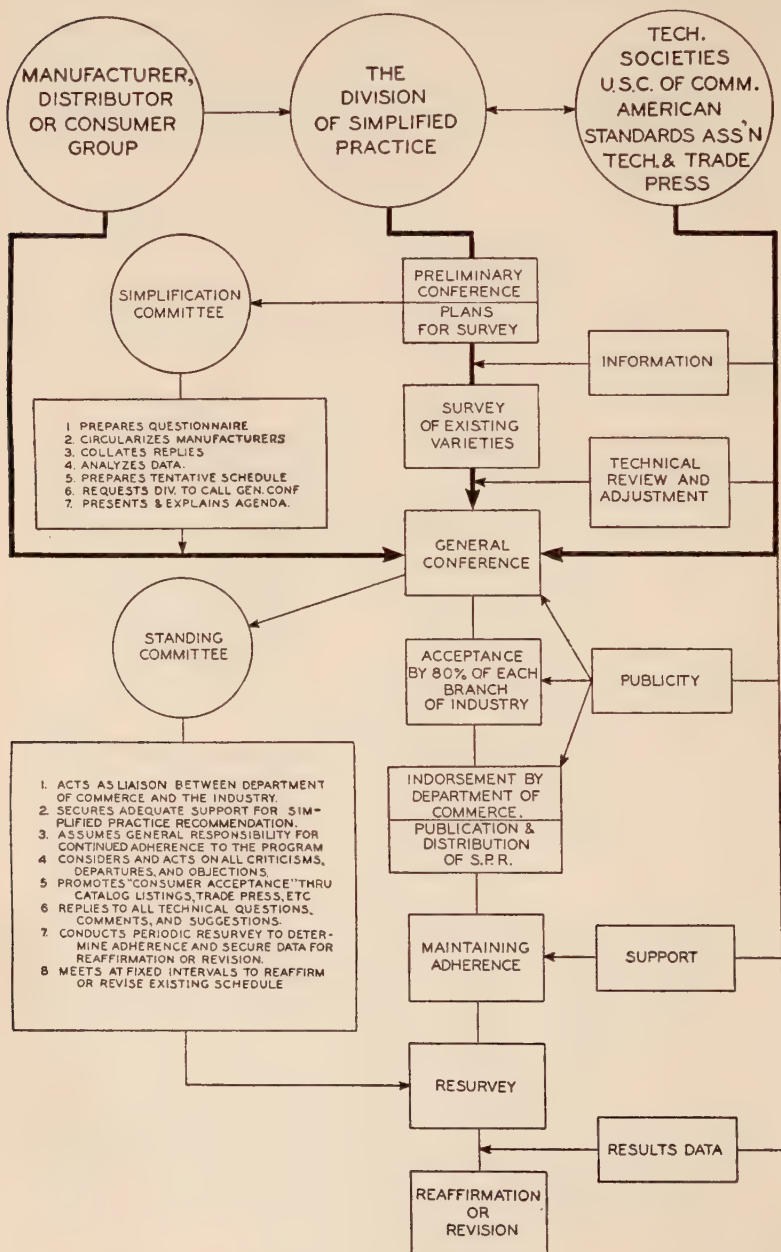 MANUFACTURER,
DISTRIBUTOR
OR CONSUMER
GROUP
THE
DIVISION
OF SIMPLIFIED
PRACTICE
TECH.
SOCIETIES
U.S.C. OF COMM.
AMERICAN
STANDARDS ASS'N
TECH. & TRADE
PRESS
SIMPLIFICATION
COMMITTEE
PRELIMINARY
CONFERENCE
PLANS
FOR SURVEY
INFORMATION
1 PREPARES QUESTIONNAIRE
2. CIRCULARIZES MANUFACTURERS
3. COLLATES REPLIES
4. ANALYZES DATA.
5. PREPARES TENTATIVE SCHEDULE
6. REQUESTS DIV. TO CALL GEN. CONF
7. PRESENTS & EXPLAINS AGENDA.
SURVEY
OF EXISTING
VARIETIES
TECHNICAL
REVIEW AND
ADJUSTMENT
GENERAL
CONFERENCE
STANDING
COMMITTEE
ACCEPTANCE
BY 80% OF EACH
BRANCH
OF INDUSTRY
PUBLICITY
1. ACTS AS LIAISON BETWEEN DEPARTMENT
OF COMMERCE AND THE INDUSTRY.
2. SECURES ADEQUATE SUPPORT FOR SIM-
PLIFIED PRACTICE RECOMMENDATION.
3. ASSUMES GENERAL RESPONSIBILITY FOR
CONTINUED ADHERENCE TO THE PROGRAM
4 CONSIDERS AND ACTS ON ALL CRITICISMS,
DEPARTURES, AND OBJECTIONS.
5 PROMOTES "CONSUMER ACCEPTANCE" THRU
CATALOG LISTINGS, TRADE PRESS, ETC
6 REPLIES TO ALL TECHNICAL QUESTIONS,
COMMENTS, AND SUGGESTIONS.
7. CONDUCTS PERIODIC RESURVEY TO DETER-
MINE ADHERENCE AND SECURE DATA FOR
REAFFIRMATION OR REVISION.
8 MEETS AT FIXED INTERVALS TO REAFFIRM
OR REVISE EXISTING SCHEDULE
INDORSEMENT BY
DEPARTMENT OF
COMMERCE.
PUBLICATION &
DISTRIBUTION
OF S.P.R.
MAINTAINING
ADHERENCE
SUPPORT
RESURVEY
RESULTS DATA
REAFFIRMATION
OR
REVISION